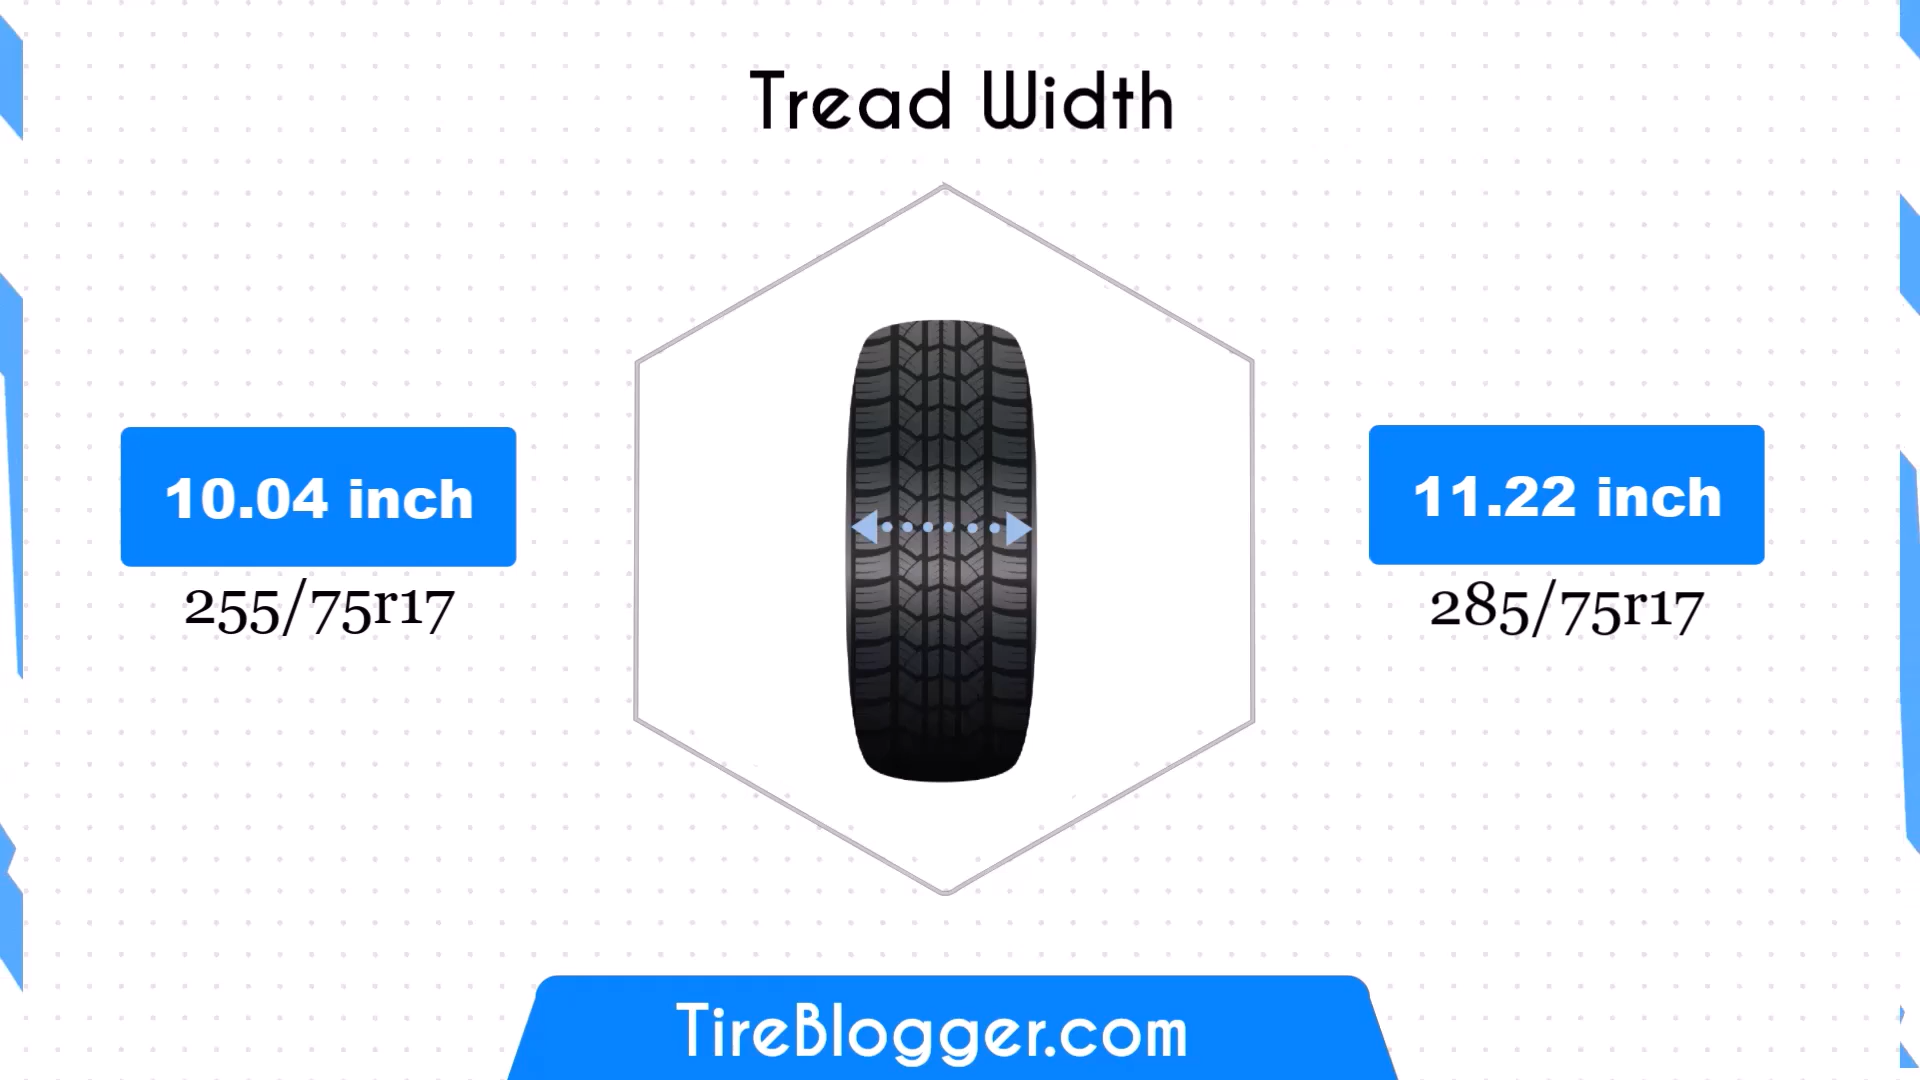 Tread Width
10.04 inch
255/75r17
11.22 inch
285/75r17
TireBlogger.com